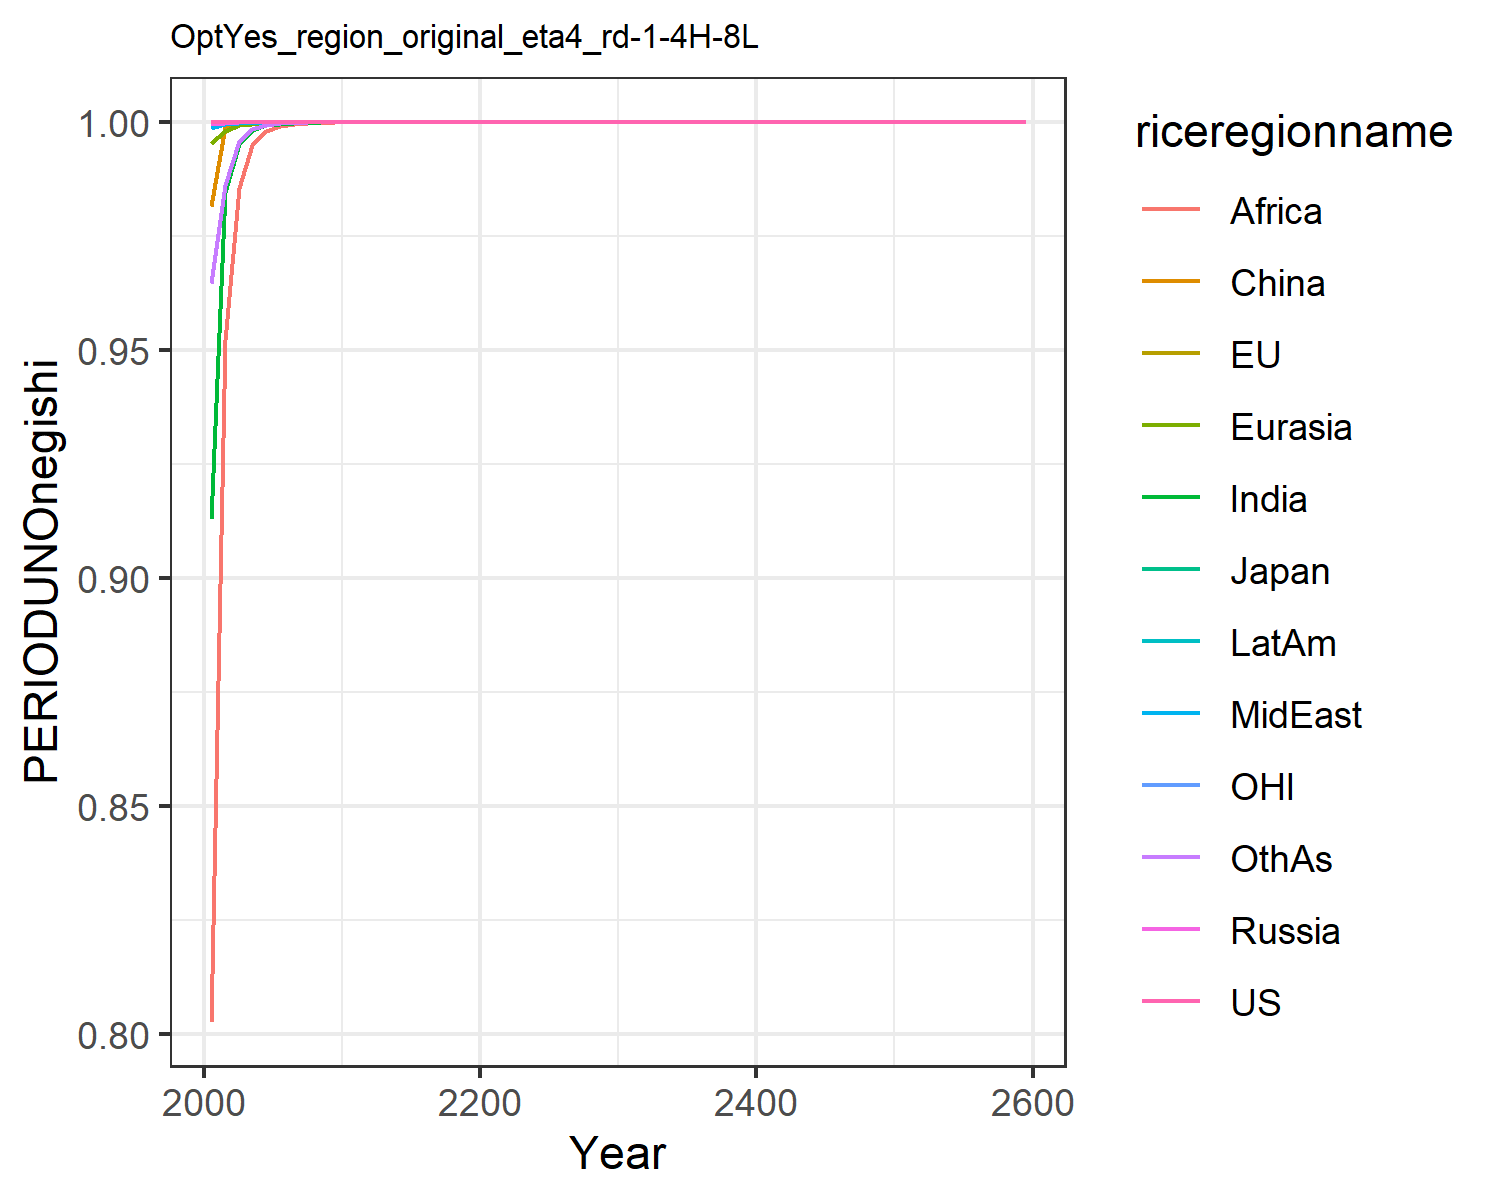 OptYes_region_original_eta4_rd-1-4H-8L
PERIODUNOnegishi
1.00
0.95
0.90
0.85
0.80
2000
2200
2400
2600
Year
riceregionname
Africa
China
EU
Eurasia
India
Japan
LatAm
MidEast
OHI
OthAs
Russia
US